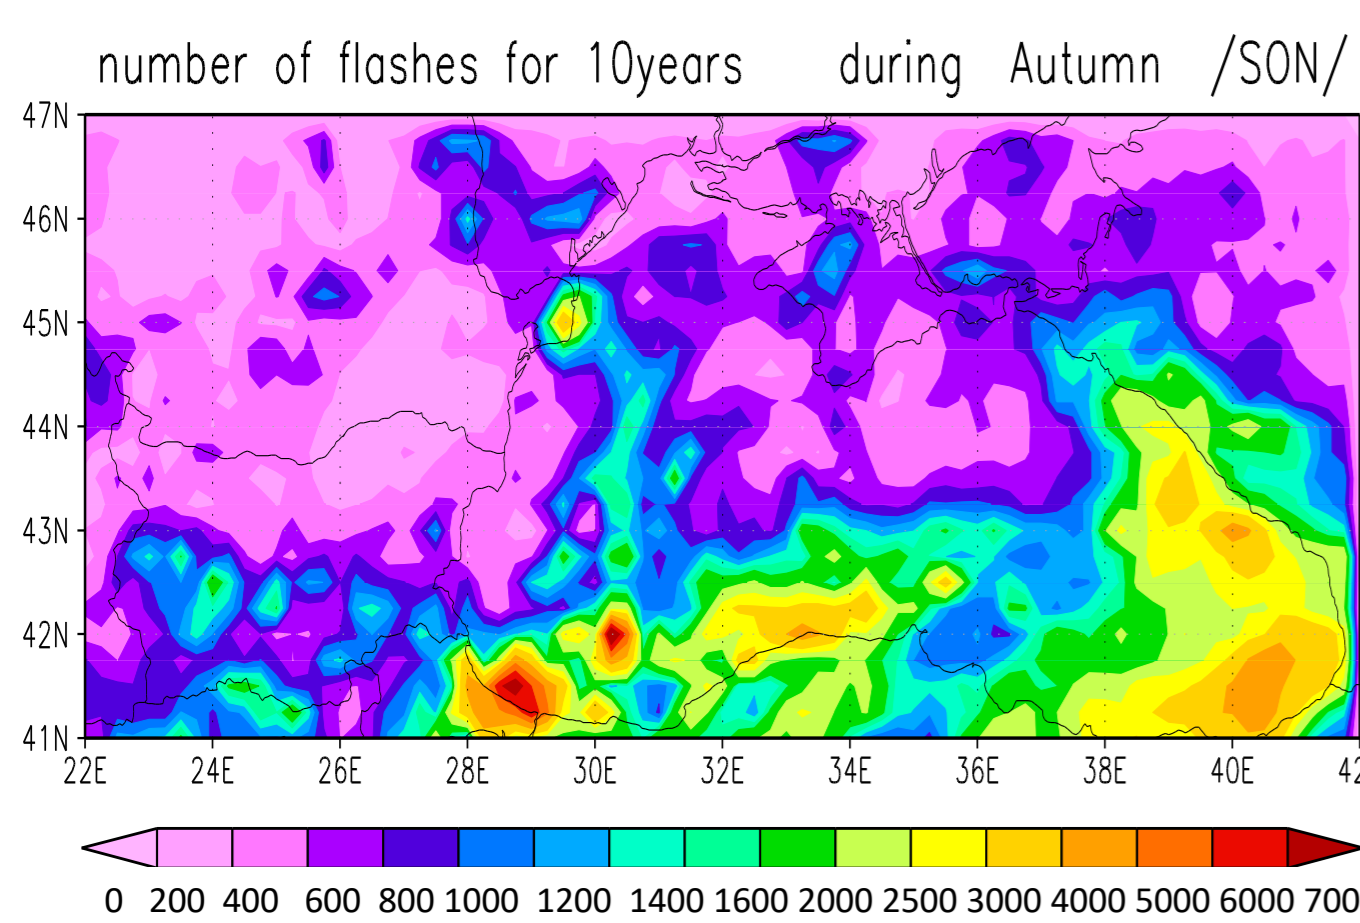 number of flashes for 10years during Autumn /SON/
47N
46N
45N
44N
43N
42N
41N
22E 24E 26E 28E 30E 32E 34E 36E 38E 40E 42
0 200 400 600 800 1000 1200 1400 1600 2000 2500 3000 4000 5000 6000 700